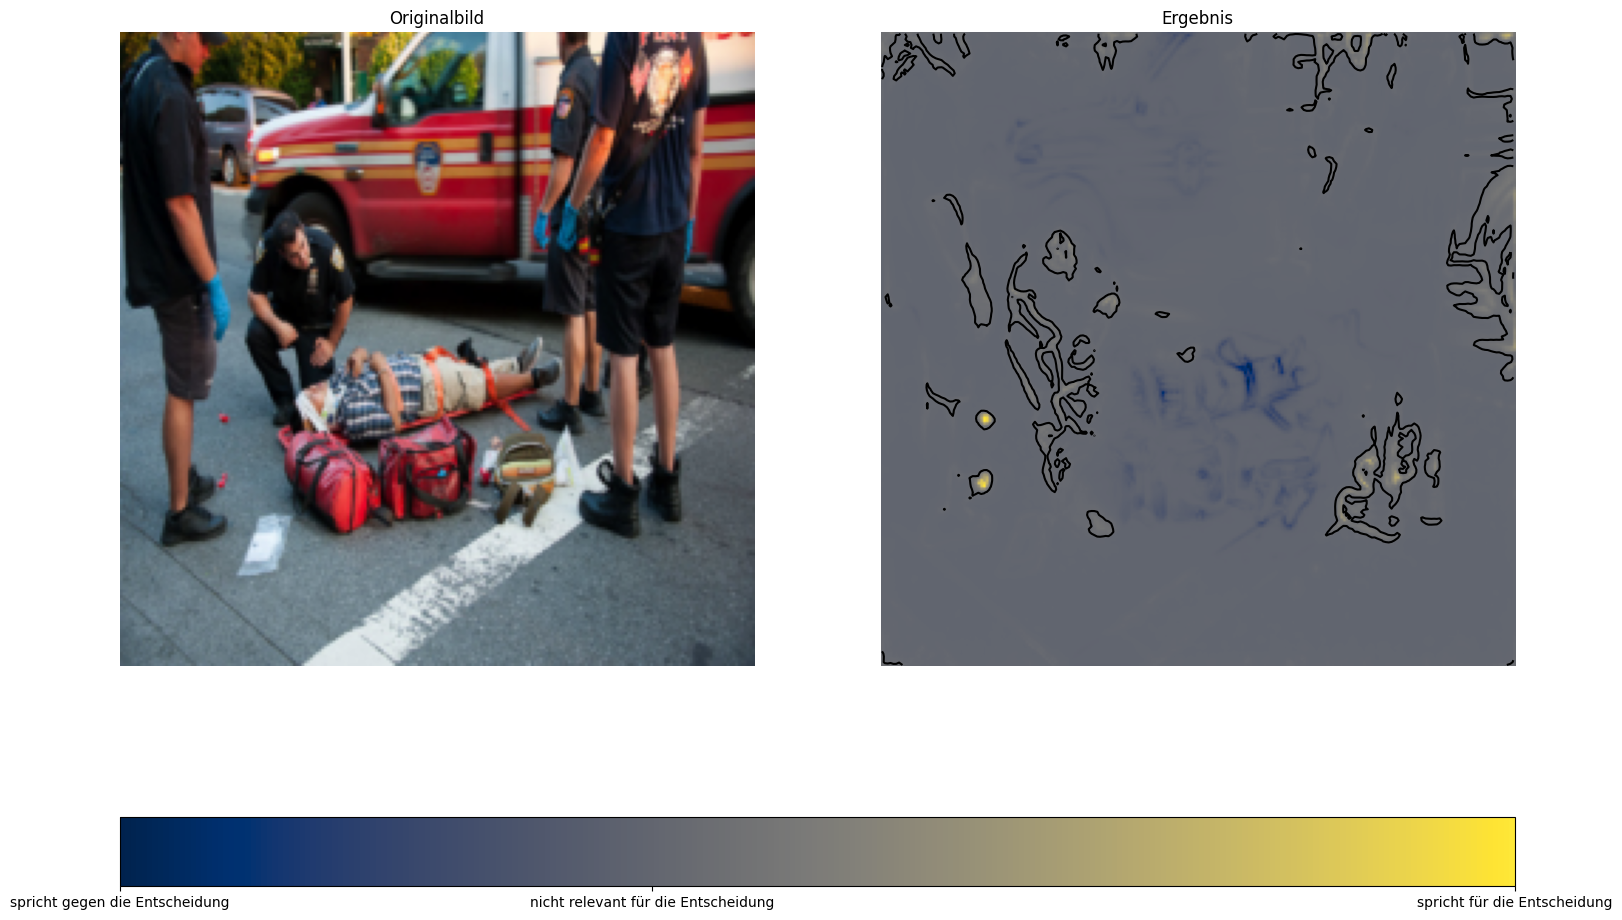 Originalbild
Ergebnis
spricht gegen die Entscheidung
nicht relevant für die Entscheidung
spricht für die Entscheidung